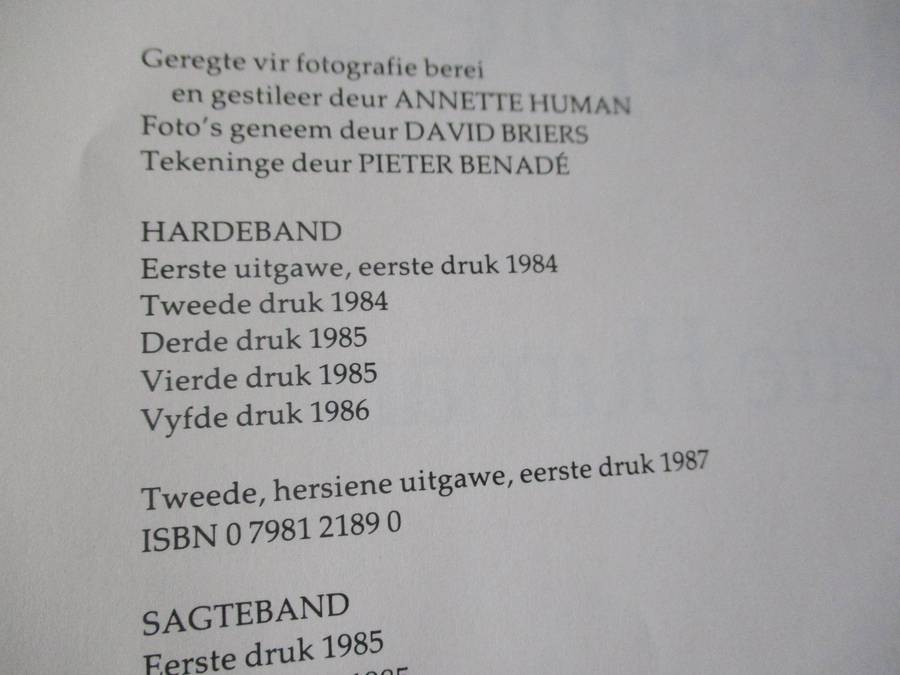 Geregte vir fotografie berei
en gestileer deur ANNETTE HUMAN
Foto's geneem deur DAVID BRIERS
Tekeninge deur PIETER BENADÉ
HARDEBAND
Eerste uitgawe, eerste druk 1984
Tweede druk 1984
Derde druk 1985
Vierde druk 1985
Vyfde druk 1986
Tweede, hersiene uitgawe, eerste druk 1987
ISBN 0 7981 2189 0
SAGTEBAND
Eerste druk 1985